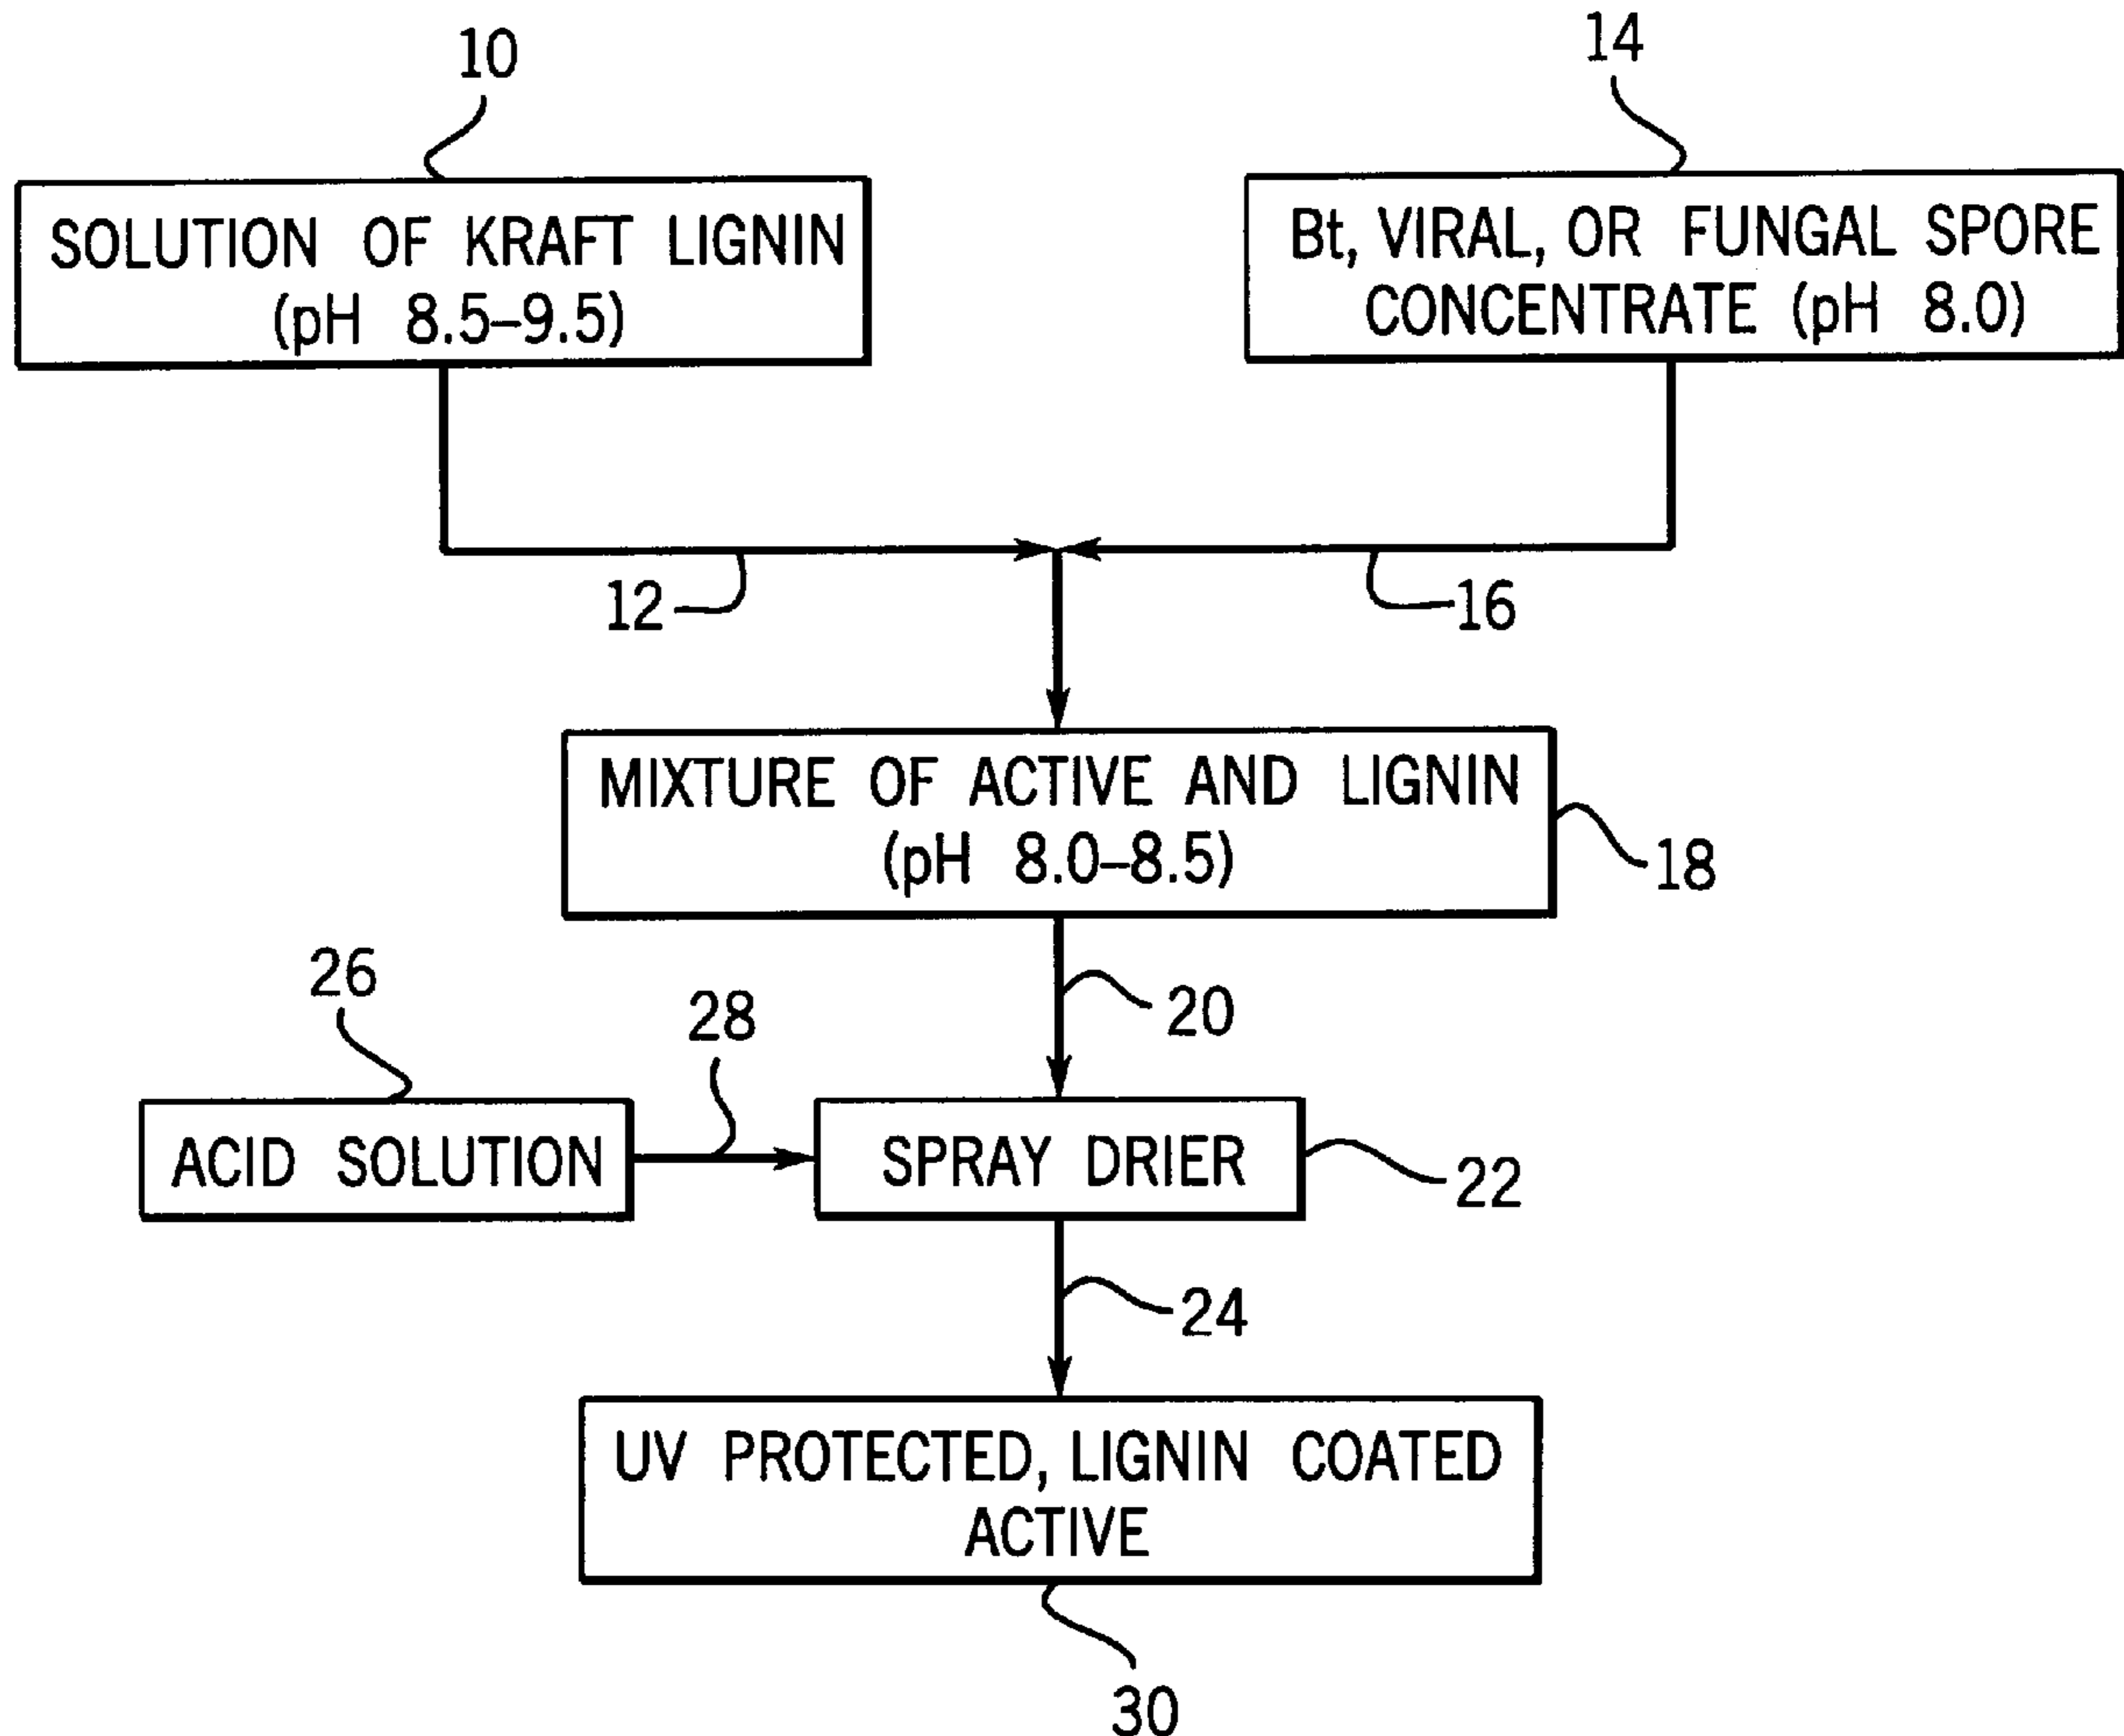 10
14
SOLUTION OF KRAFT LIGNIN
(pH 8.5–9.5)
Bt, VIRAL, OR FUNGAL SPORE
CONCENTRATE (pH 8.0)
12
16
MIXTURE OF ACTIVE AND LIGNIN
(pH 8.0–8.5)
18
20
26
28
ACID SOLUTION
SPRAY DRIER
22
24
UV PROTECTED, LIGNIN COATED
ACTIVE
30